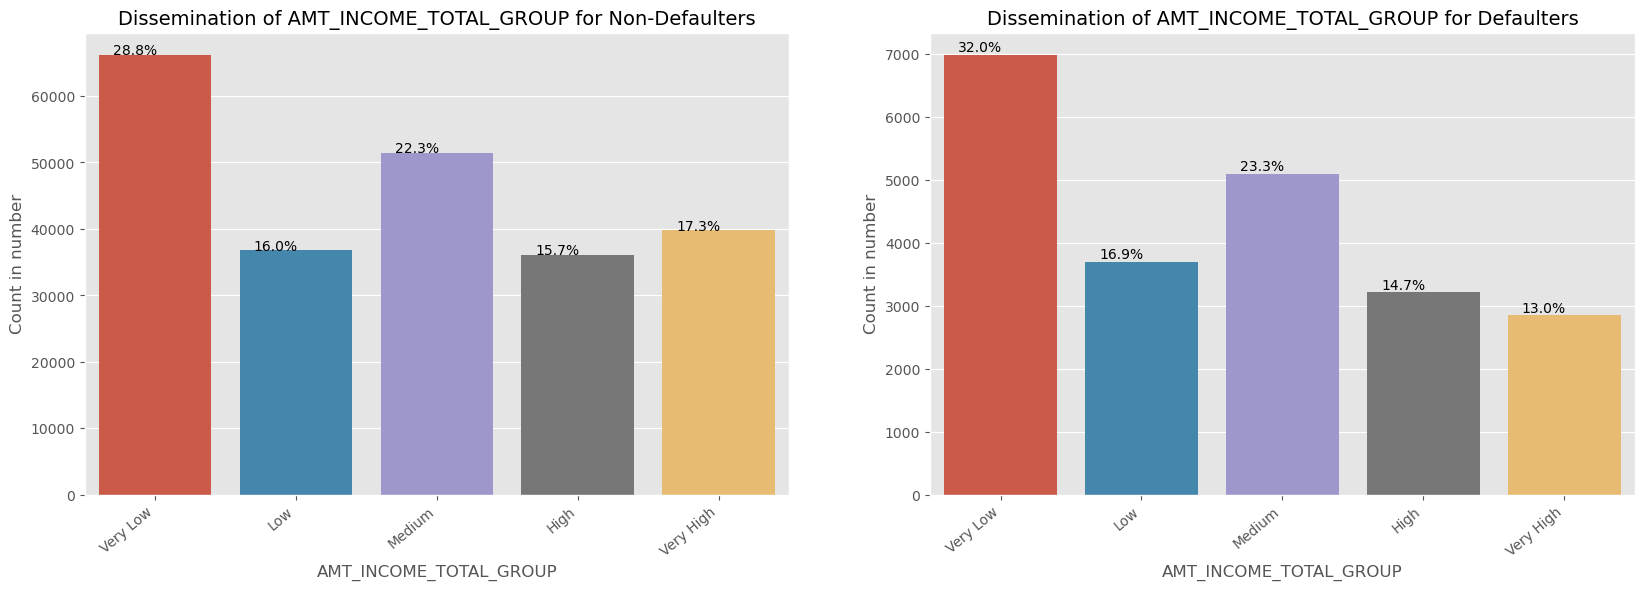 Dissemination of AMT_INCOME_TOTAL_GROUP for Non-Defaulters
28.8%
16.0%
22.3%
15.7%
17.3%
60000
50000
40000
30000
20000
10000
0
Count in number
Very Low
Low
Medium
High
Very High
AMT_INCOME_TOTAL_GROUP
Dissemination of AMT_INCOME_TOTAL_GROUP for Defaulters
32.0%
16.9%
23.3%
14.7%
13.0%
7000
6000
5000
4000
3000
2000
1000
0
Count in number
Very Low
Low
Medium
High
Very High
AMT_INCOME_TOTAL_GROUP